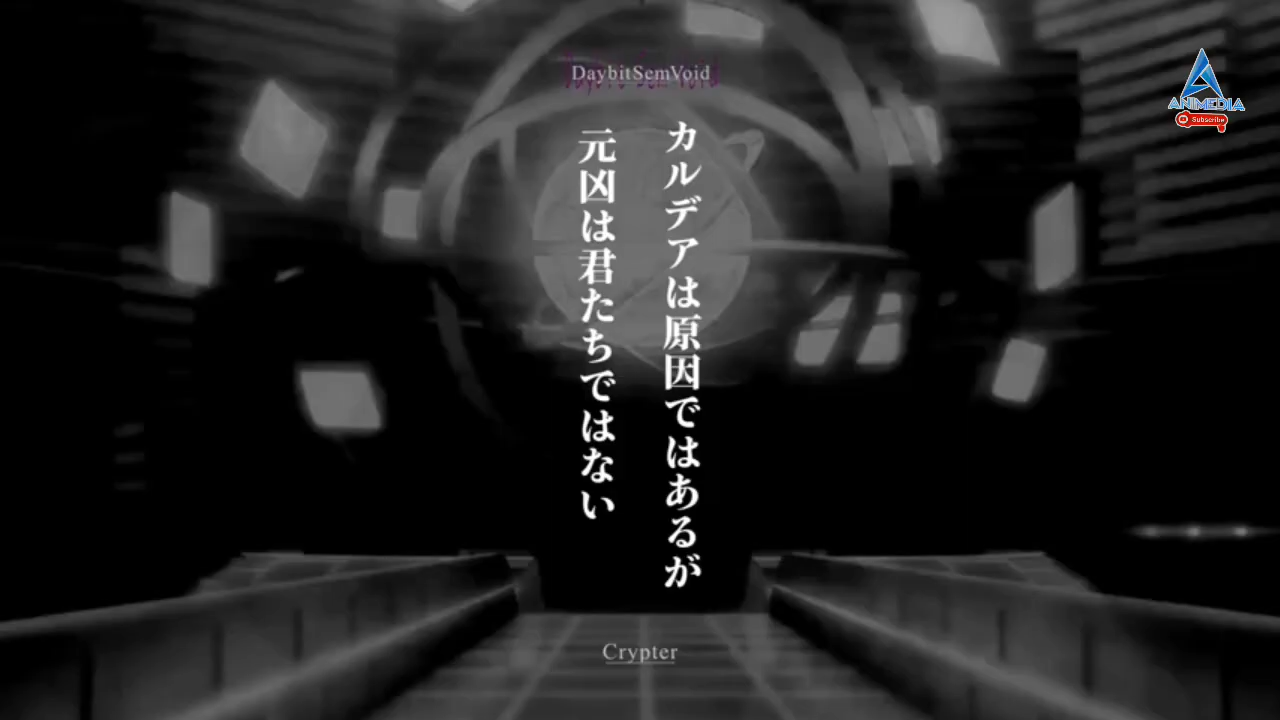 DaybitSemVoid
カルデアは原因ではあるが
元凶は君たちではない
Crypter
ANIMEDIA
Subscribe